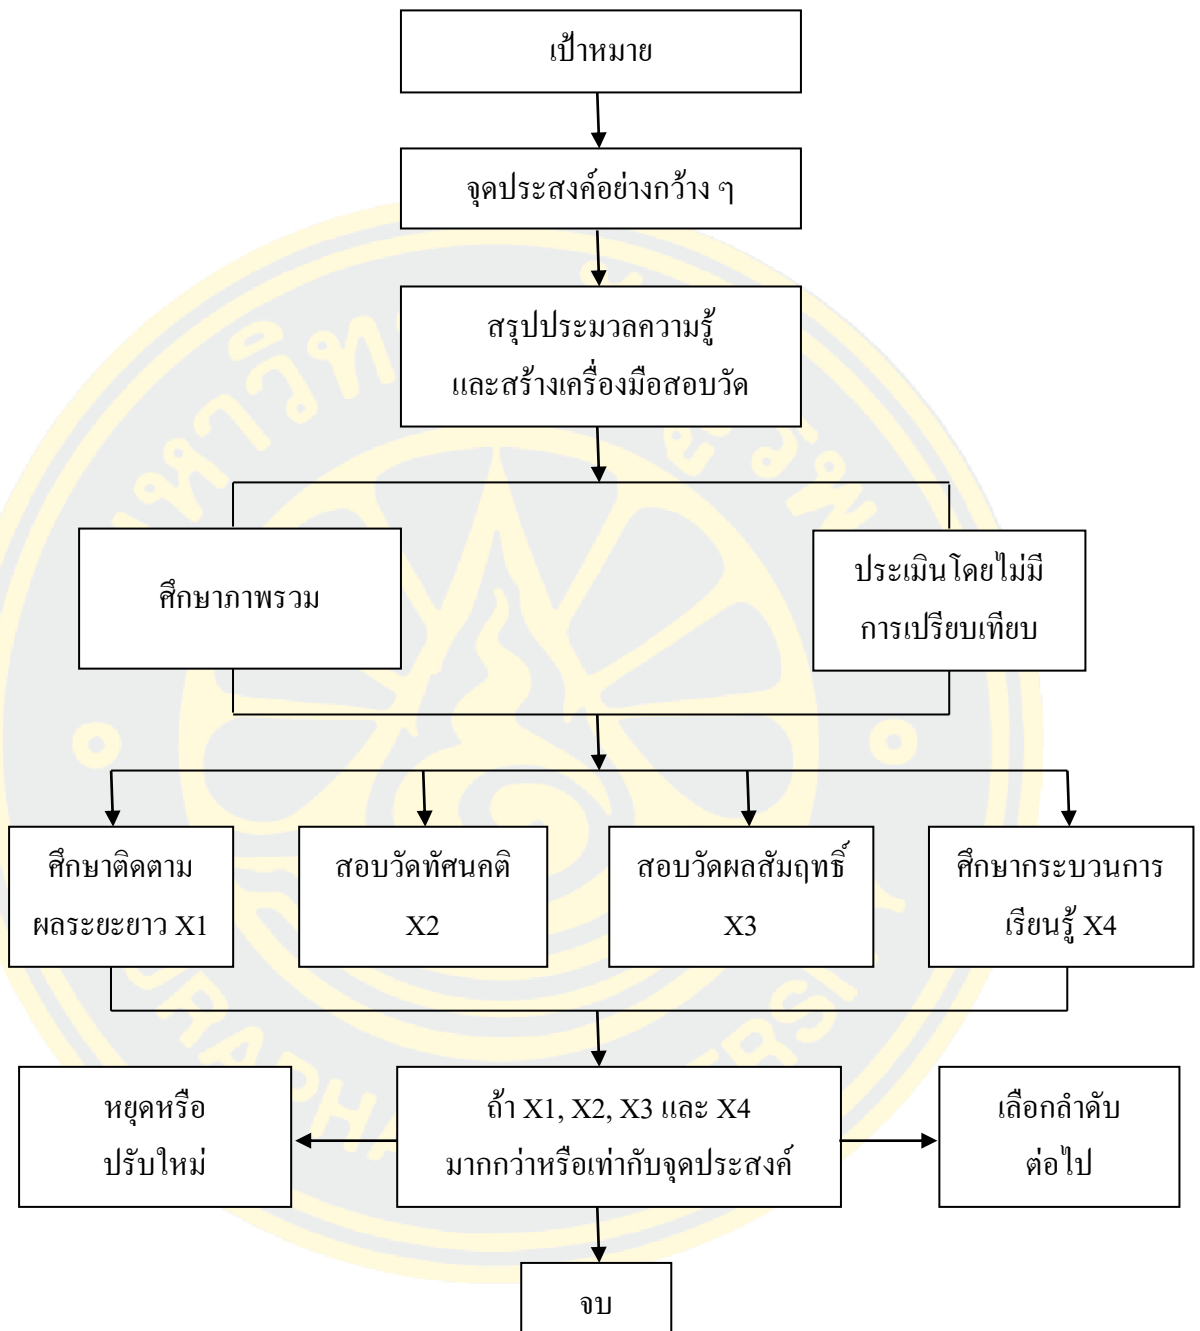 เป้าหมาย
จุดประสงค์อย่างกว้าง ๆ
สรุปประมวลความรู้
และสร้างเครื่องมือสอบวัด
ศึกษาภาพรวม
ประเมินโดยไม่มี
การเปรียบเทียบ
ศึกษาติดตาม
ผลระยะยาว X1
สอบวัดทัศนคติ
X2
สอบวัดผลสัมฤทธิ์
X3
ศึกษากระบวนการ
เรียนรู้ X4
หยุดหรือ
ปรับใหม่
ถ้า X1, X2, X3 และ X4
มากกว่าหรือเท่ากับจุดประสงค์
เลือกลำดับ
ต่อไป
จบ